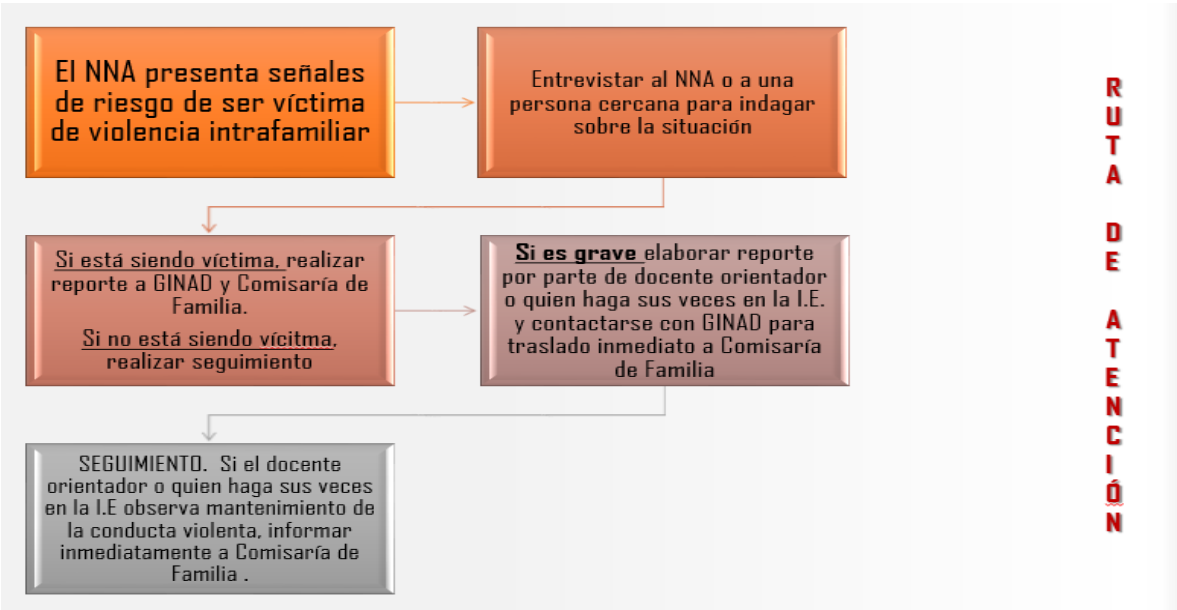 El NNA presenta señales
de riesgo de ser víctima
de violencia intrafamiliar
Entrevistar al NNA o a una
persona cercana para indagar
sobre la situación
Si está siendo víctima, realizar
reporte a GINAD y Comisaría de
Familia.
Si no está siendo vícitma,
realizar seguimiento
Si es grave elaborar reporte
por parte de docente orientador
o quien haga sus veces en la I.E.
y contactarse con GINAD para
traslado inmediato a Comisaría
de Familia
SEGUIMIENTO. Si el docente
orientador o quien haga sus veces
en la I.E observa mantenimiento de
la conducta violenta, informar
inmediatamente a Comisaría de
Familia .
RUTA DE ATENCIÓN